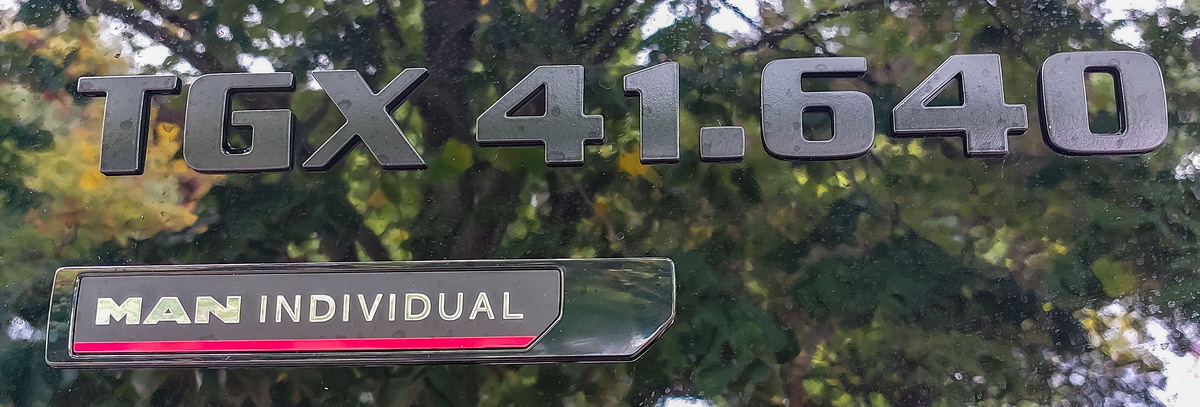 TGX 41.640
MAN INDIVIDUAL